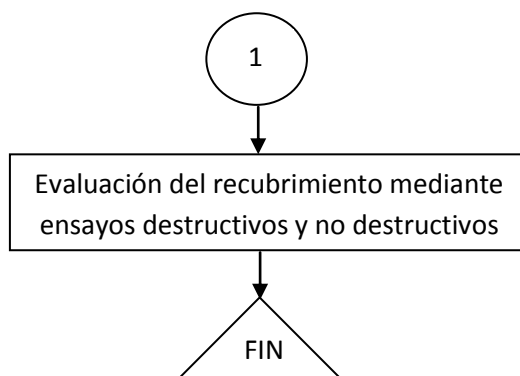 1
Evaluación del recubrimiento mediante
ensayos destructivos y no destructivos
FIN